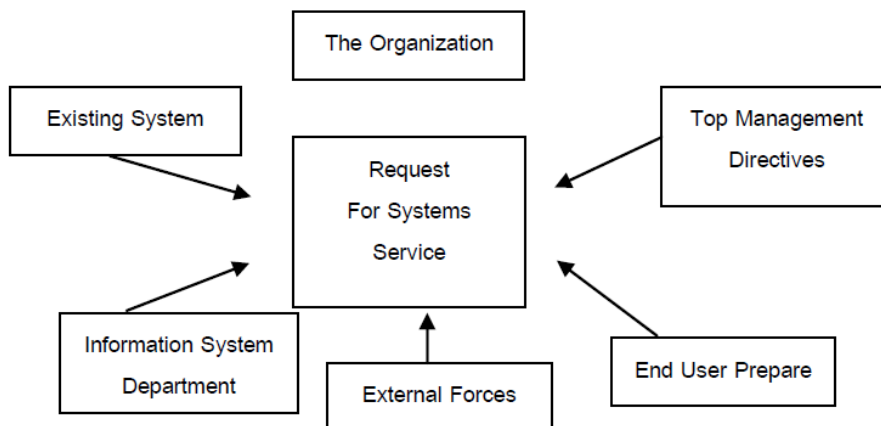 The Organization
Existing System
Top Management
Directives
Request
For Systems
Service
Information System
Department
External Forces
End User Prepare